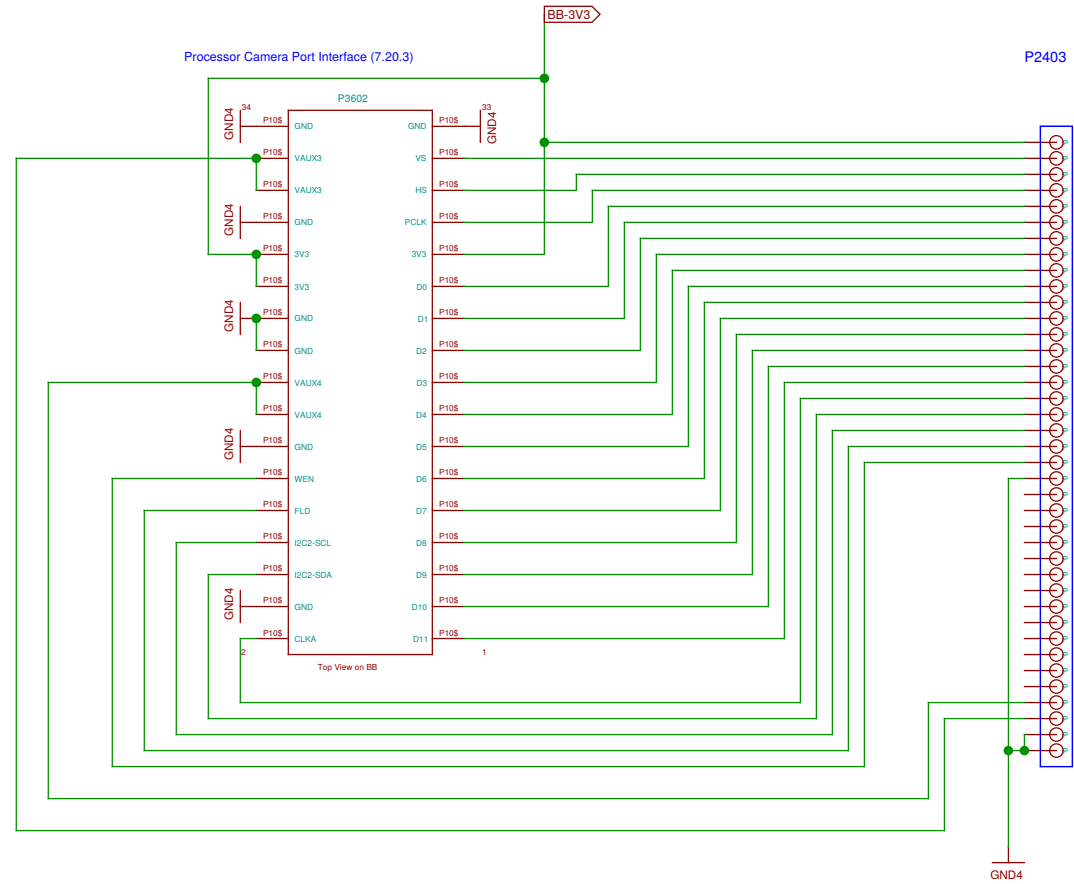 BB-3V3
Processor Camera Port Interface (7.20.3)
P2403
P3602
34
33
GND4 P10$ GND GND P10$ GND4
P10$ VAUX3 VS P10$
P10$ VAUX3 HS P10$
GND4 P10$ GND PCLK P10$
P10$ 3V3 3V3 P10$
P10$ 3V3 D0 P10$
GND4 P10$ GND D1 P10$
P10$ GND D2 P10$
P10$ VAUX4 D3 P10$
P10$ VAUX4 D4 P10$
GND4 P10$ GND D5 P10$
P10$ WEN D6 P10$
P10$ FLD D7 P10$
P10$ I2C2-SCL D8 P10$
P10$ I2C2-SDA D9 P10$
GND4 P10$ GND D10 P10$
P10$ CLKA D11 P10$
2
1
Top View on BB
GND4